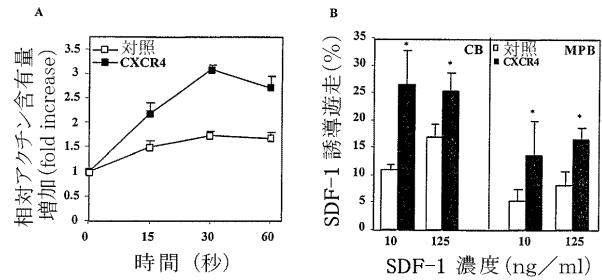 A
相対アクチン含有量
増加(fold increase)
3.5
3
2.5
2
1.5
1
0.5
対照
CXCR4
0
15
30
60
時間 (秒)
B
SDF-1 誘導遊走(%)
35
30
25
20
15
10
5
0
CB
対照
MPB
CXCR4
*
*
*
*
10
125
10
125
SDF-1 濃度(ng/ml)